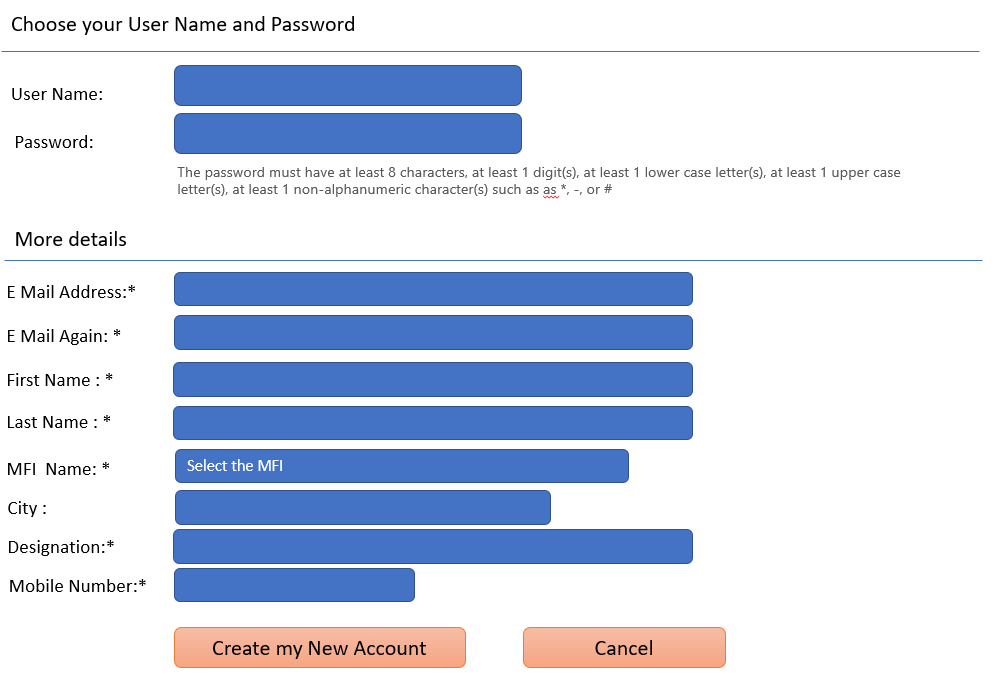 Choose your User Name and Password
User Name:
Password:
The password must have at least 8 characters, at least 1 digit(s), at least 1 lower case letter(s), at least 1 upper case
letter(s), at least 1 non-alphanumeric character(s) such as as *, -, or #
More details
E Mail Address:*
E Mail Again: *
First Name : *
Last Name : *
MFI  Name: *
Select the MFI
City :
Designation:*
Mobile Number:*
Create my New Account
Cancel